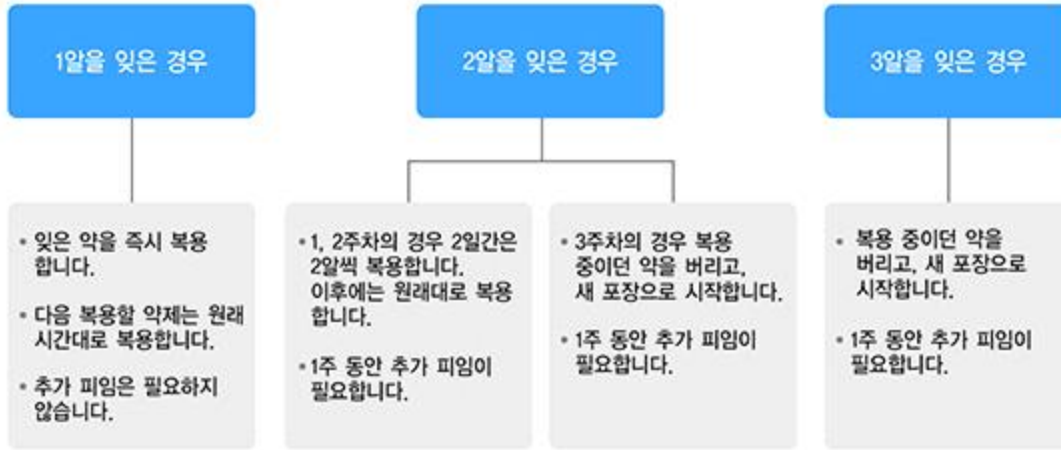 1알을 잊은 경우
2알을 잊은 경우
3알을 잊은 경우
• 잊은 약을 즉시 복용
합니다.
• 다음 복용할 약제는 원래
시간대로 복용합니다.
• 추가 피임은 필요하지
않습니다.
• 1, 2주차의 경우 2일간은
2알씩 복용합니다.
이후에는 원래대로 복용
합니다.
• 1주 동안 추가 피임이
필요합니다.
• 3주차의 경우 복용
중이던 약을 버리고,
새 포장으로 시작합니다.
• 1주 동안 추가 피임이
필요합니다.
• 복용 중이던 약을
버리고, 새 포장으로
시작합니다.
• 1주 동안 추가 피임이
필요합니다.